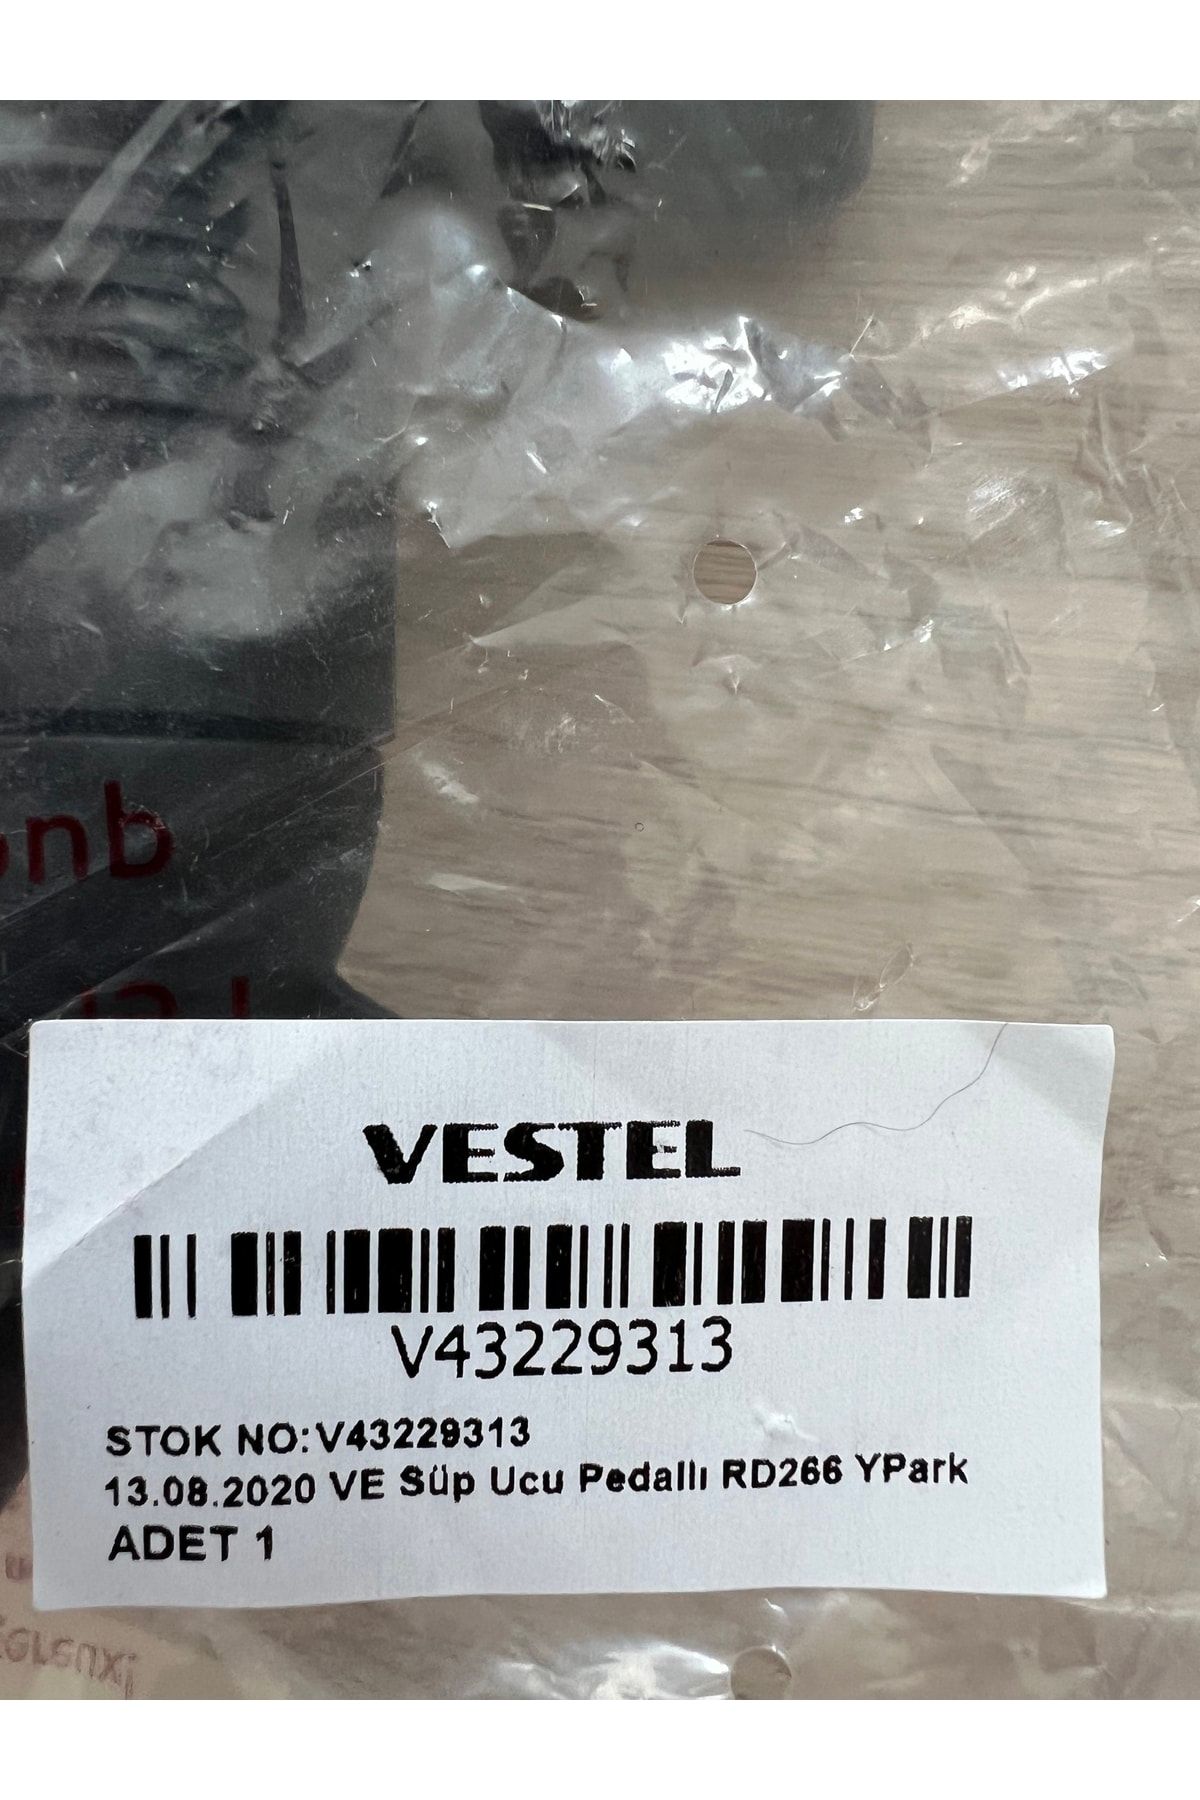 VESTEL
V43229313
STOK NO:V43229313
13.08.2020 VE Süp Ucu Pedallı RD266 YPark
ADET 1